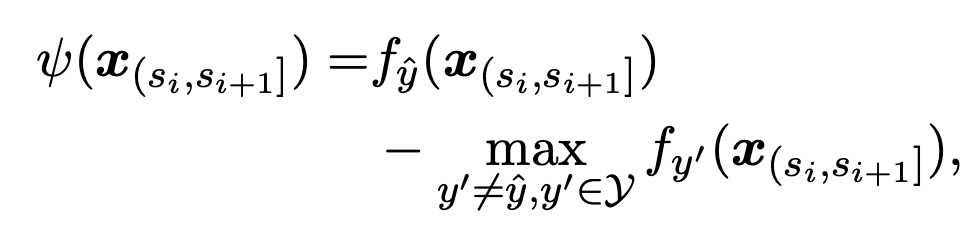 ψ(𝒙_{(s_i,s_{i+1}]}) = f_ŷ(𝒙_{(s_i,s_{i+1}]})
− max_{y′≠ŷ,y′∈𝒴} f_{y′}(𝒙_{(s_i,s_{i+1}]}),